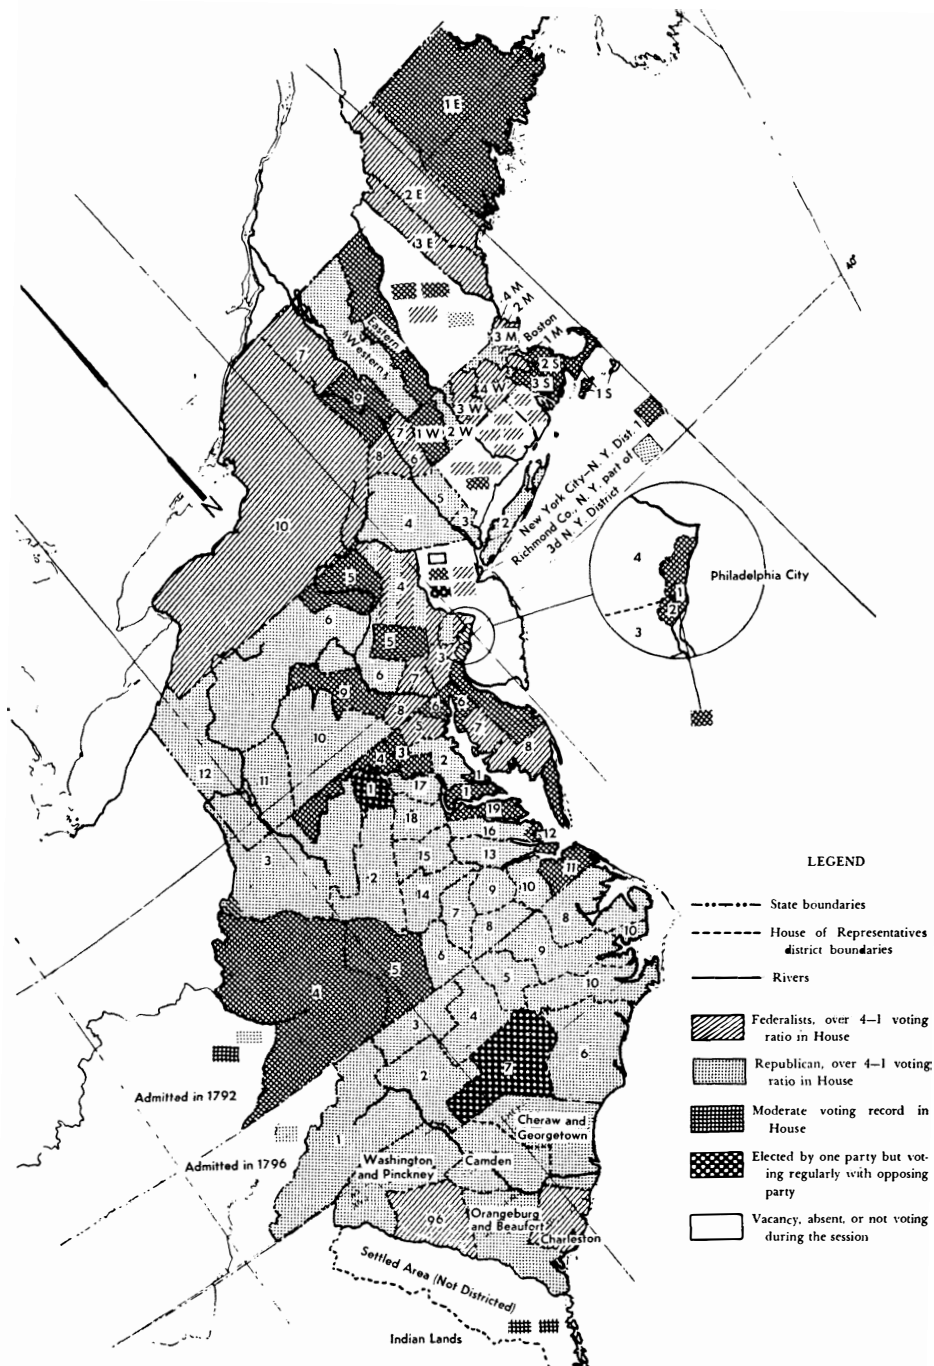 1 E
2 E
3 E
4 M
2 M
3 M
Boston
1 M
2 S
3 S
1 S
4 W
3 W
1 W
2 W
Eastern
(Western)
7
9
7
8
6
5
4
3
2
10
40°
New York City—N. Y. Dist. 1
Richmond Co., N. Y. part of
3d N. Y. District
N
4
1
2
3
Philadelphia City
5
4
6
5
3
6
7
9
8
6
6
7
8
10
12
11
4
3
2
1
1
1
17
19
18
16
12
3
15
13
11
2
14
9
10
7
8
8
10
9
6
5
10
4
5
4
3
6
7
2
1
Admitted in 1792
Admitted in 1796
Cheraw and
Georgetown
Washington
and Pinckney
Camden
96
Orangeburg
and Beaufort
Charleston
Settled Area (Not Districted)
Indian Lands
LEGEND
State boundaries
House of Representatives
district boundaries
Rivers
Federalists, over 4—1 voting
ratio in House
Republican, over 4—1 voting
ratio in House
Moderate voting record in
House
Elected by one party but vot-
ing regularly with opposing
party
Vacancy, absent, or not voting
during the session